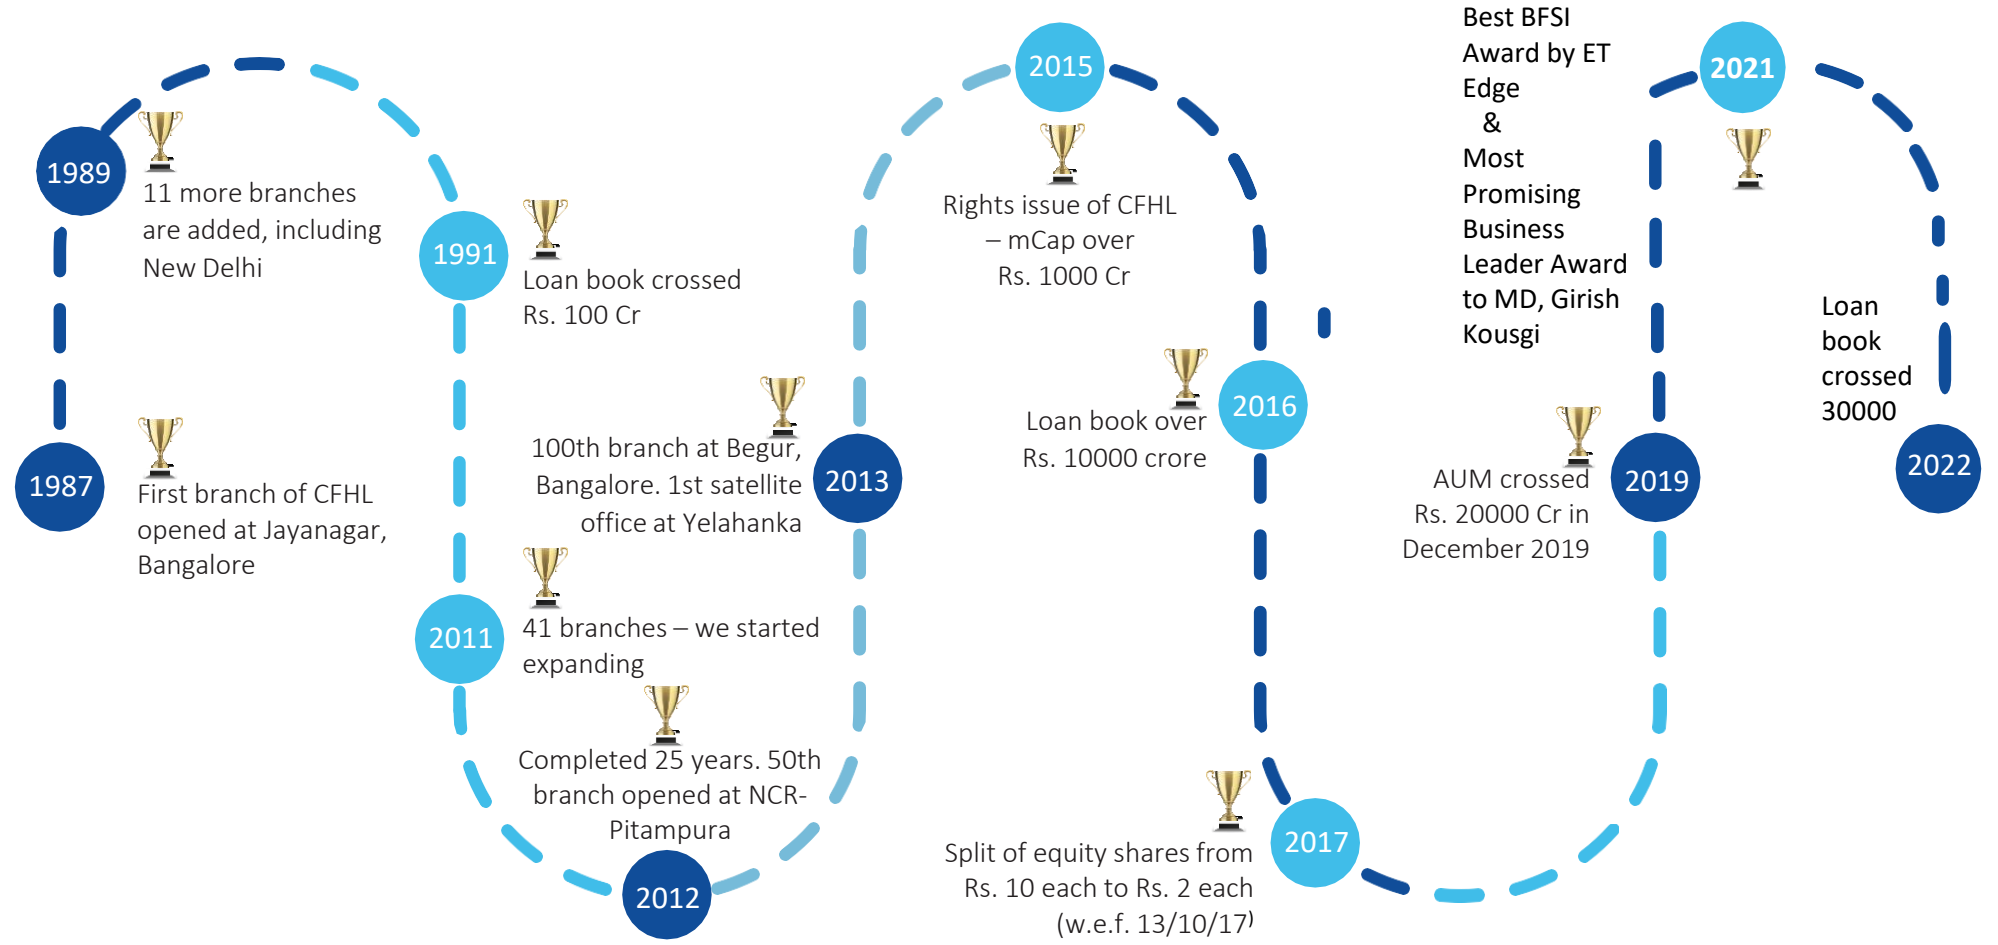 1987
First branch of CFHL
opened at Jayanagar,
Bangalore
1989
11 more branches
are added, including
New Delhi
1991
Loan book crossed
Rs. 100 Cr
2011
41 branches – we started
expanding
2012
Completed 25 years. 50th
branch opened at NCR-
Pitampura
2013
100th branch at Begur,
Bangalore. 1st satellite
office at Yelahanka
2015
Rights issue of CFHL
– mCap over
Rs. 1000 Cr
2016
Loan book over
Rs. 10000 crore
2017
Split of equity shares from
Rs. 10 each to Rs. 2 each
(w.e.f. 13/10/17)
2019
AUM crossed
Rs. 20000 Cr in
December 2019
2021
Best BFSI
Award by ET
Edge
&
Most
Promising
Business
Leader Award
to MD, Girish
Kousgi
2022
Loan
book
crossed
30000